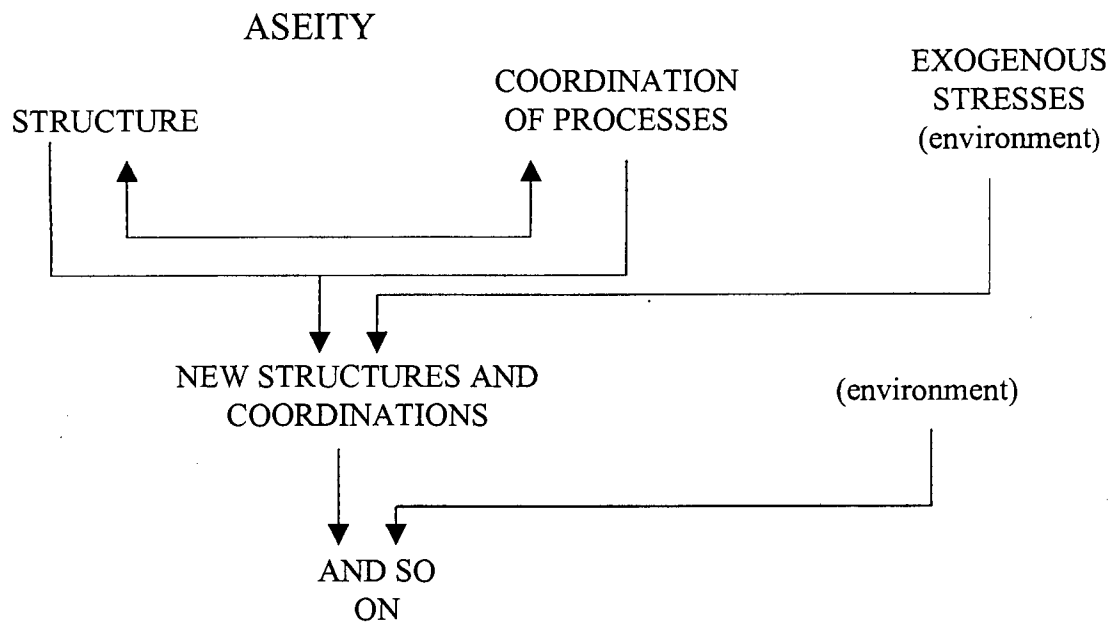 ASEITY
STRUCTURE
COORDINATION
OF PROCESSES
EXOGENOUS
STRESSES
(environment)
NEW STRUCTURES AND
COORDINATIONS
(environment)
AND SO
ON